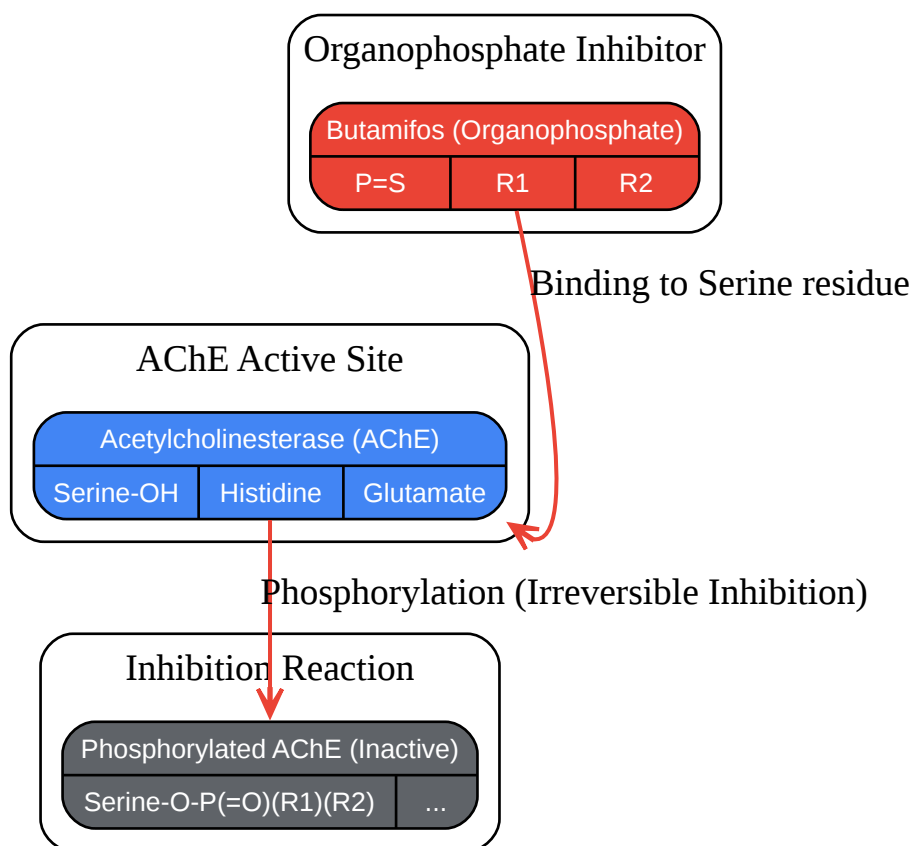 Organophosphate Inhibitor
Butamifos (Organophosphate)
P=S R1 R2
Binding to Serine residue
AChE Active Site
Acetylcholinesterase (AChE)
Serine-OH Histidine Glutamate
Phosphorylation (Irreversible Inhibition)
Inhibition Reaction
Phosphorylated AChE (Inactive)
Serine-O-P(=O)(R1)(R2) ...